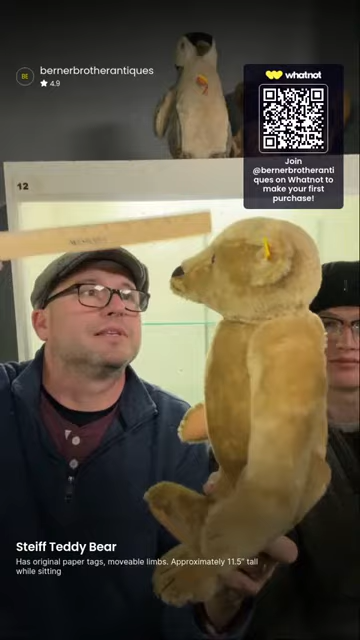 BE
bernerbrotherantiques
★ 4.9
whatnot
Join
@bernerbrotheranti
ques on Whatnot to
make your first
purchase!
12
Steiff Teddy Bear
Has original paper tags, moveable limbs. Approximately 11.5" tall
while sitting